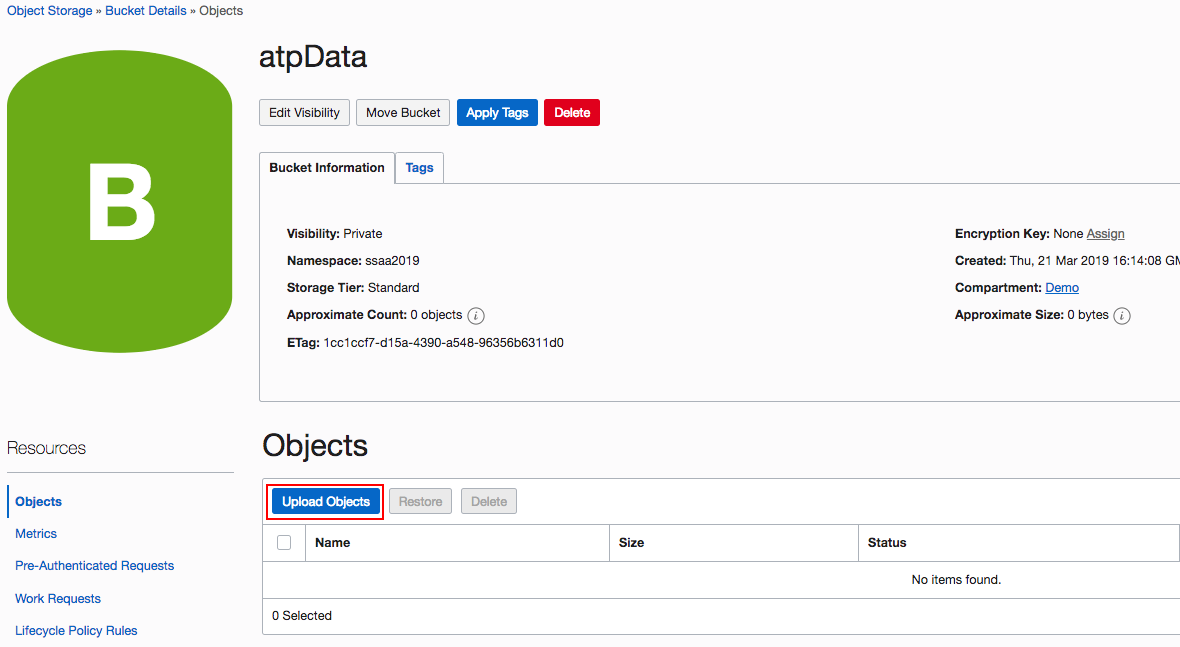 Object Storage » Bucket Details » Objects
B
atpData
Edit Visibility Move Bucket Apply Tags Delete
Bucket Information Tags
Visibility: Private
Namespace: ssaa2019
Storage Tier: Standard
Approximate Count: 0 objects i
ETag: 1cc1ccf7-d15a-4390-a548-96356b6311d0
Encryption Key: None Assign
Created: Thu, 21 Mar 2019 16:14:08 GM
Compartment: Demo
Approximate Size: 0 bytes i
Resources
Objects
Metrics
Pre-Authenticated Requests
Work Requests
Lifecycle Policy Rules
Objects
Upload Objects Restore Delete
Name Size Status
No items found.
0 Selected